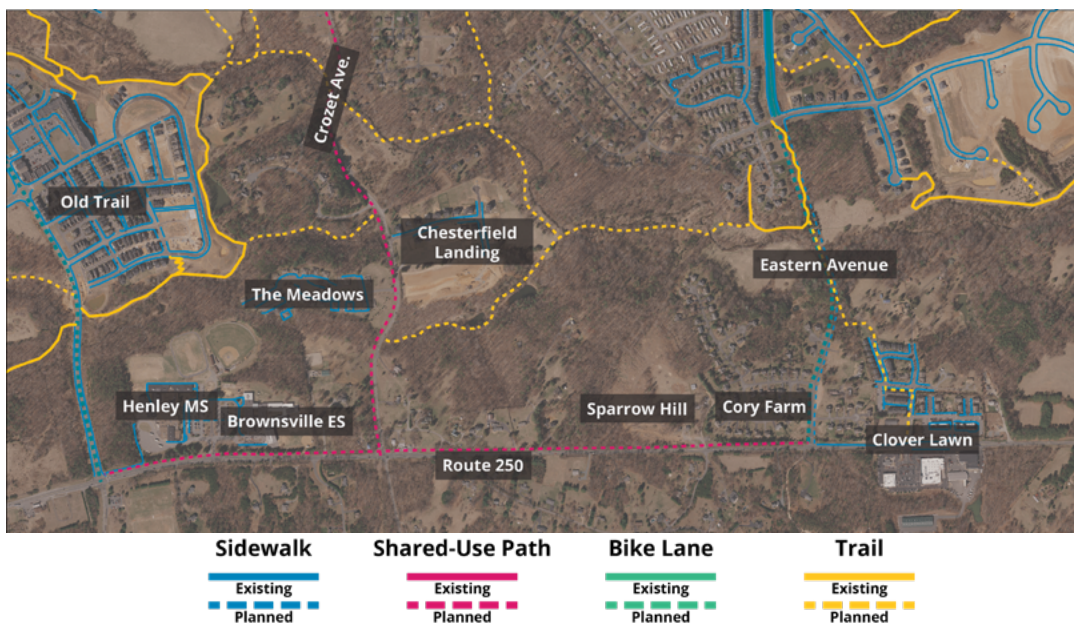 Crozet Ave.
Old Trail
Chesterfield
Landing
Eastern Avenue
The Meadows
Henley MS
Brownsville ES
Sparrow Hill
Cory Farm
Clover Lawn
Route 250
Sidewalk
Shared-Use Path
Bike Lane
Trail
Existing
Existing
Existing
Existing
Planned
Planned
Planned
Planned